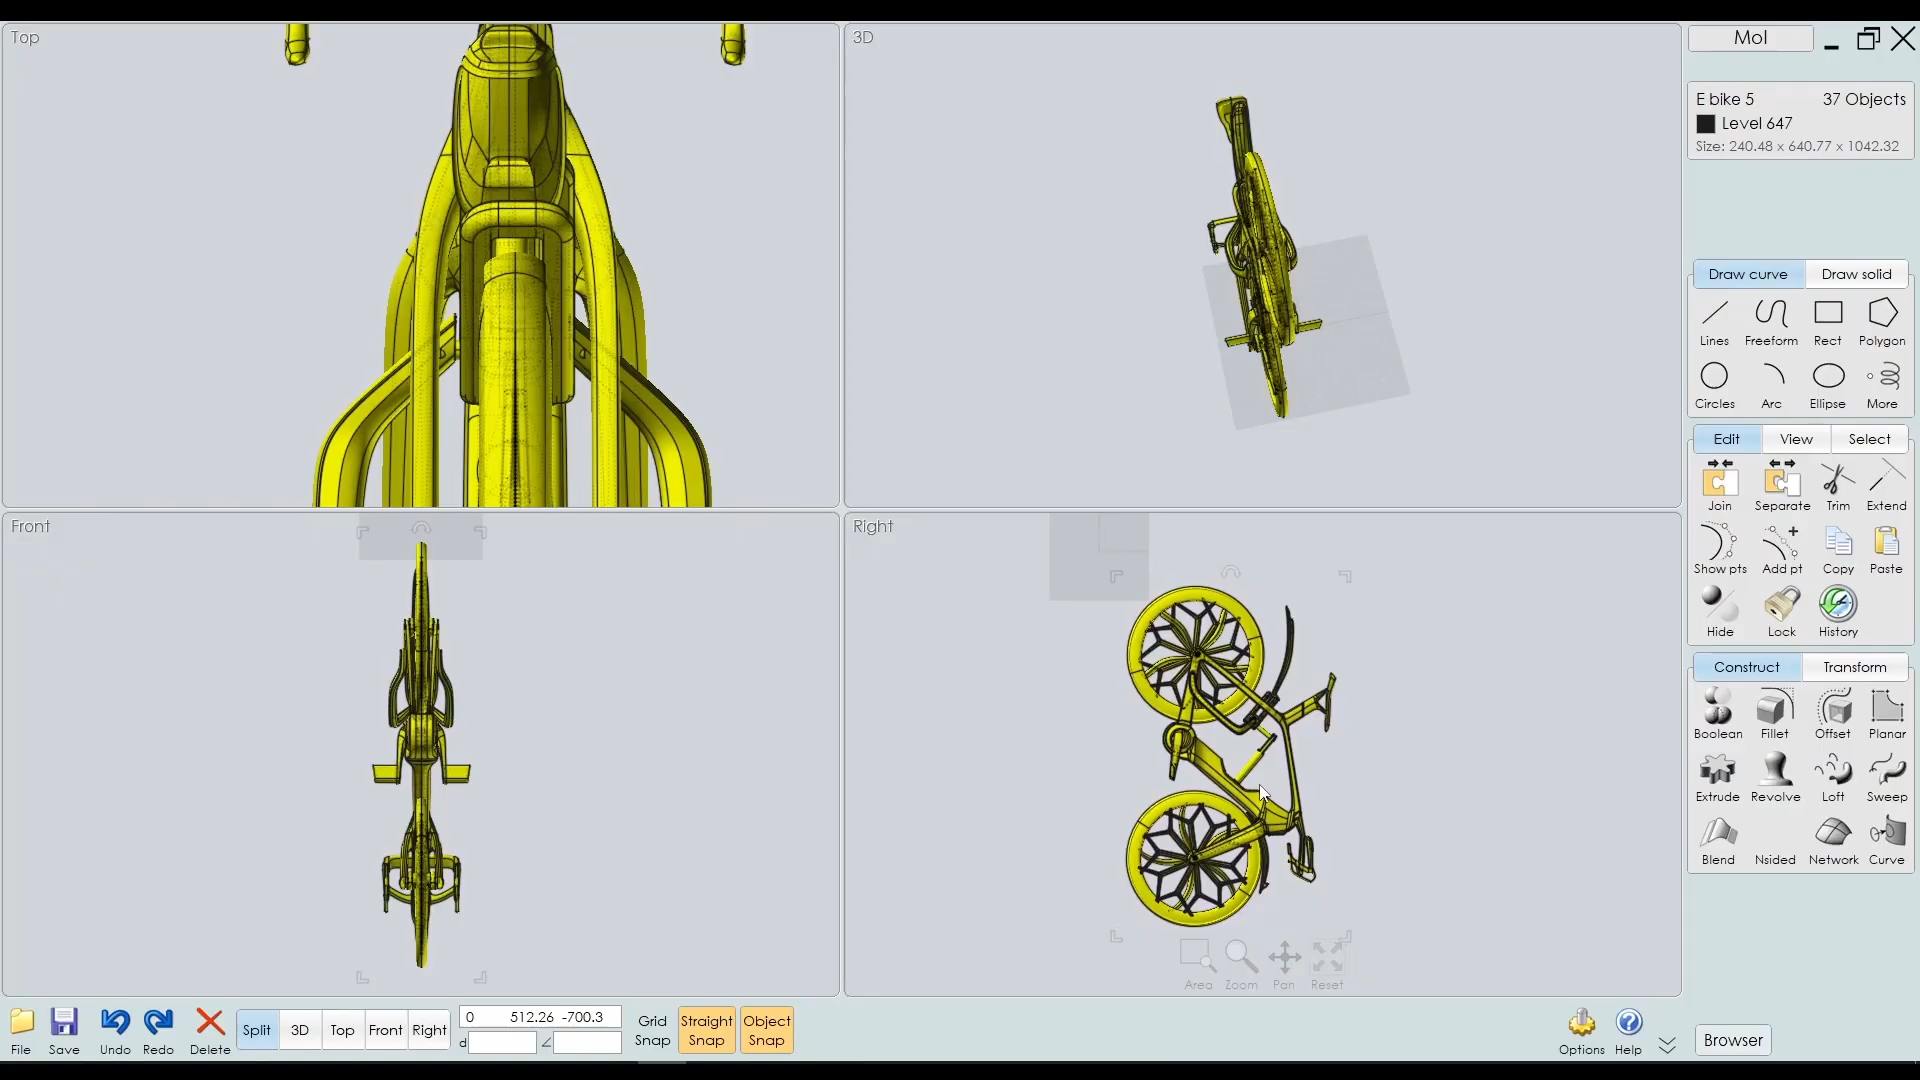 Top
3D
MoI
E bike 5 37 Objects
Level 647
Size: 240.48 x 640.77 x 1042.32
Draw curve Draw solid
Lines Freeform Rect Polygon
Circles Arc Ellipse More
Edit View Select
Join Separate Trim Extend
Show pts Add pt Copy Paste
Hide Lock History
Construct Transform
Boolean Fillet Offset Planar
Extrude Revolve Loft Sweep
Blend Nsided Network Curve
Front
Right
Area Zoom Pan Reset
File Save Undo Redo Delete
Split 3D Top Front Right
0 512.26 -700.3
d ∠
Grid Snap
Straight Snap
Object Snap
Options Help
Browser